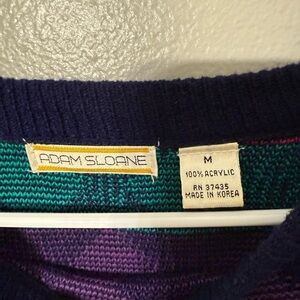 ADAM SLOANE
M
100% ACRYLIC
RN 37435
MADE IN KOREA